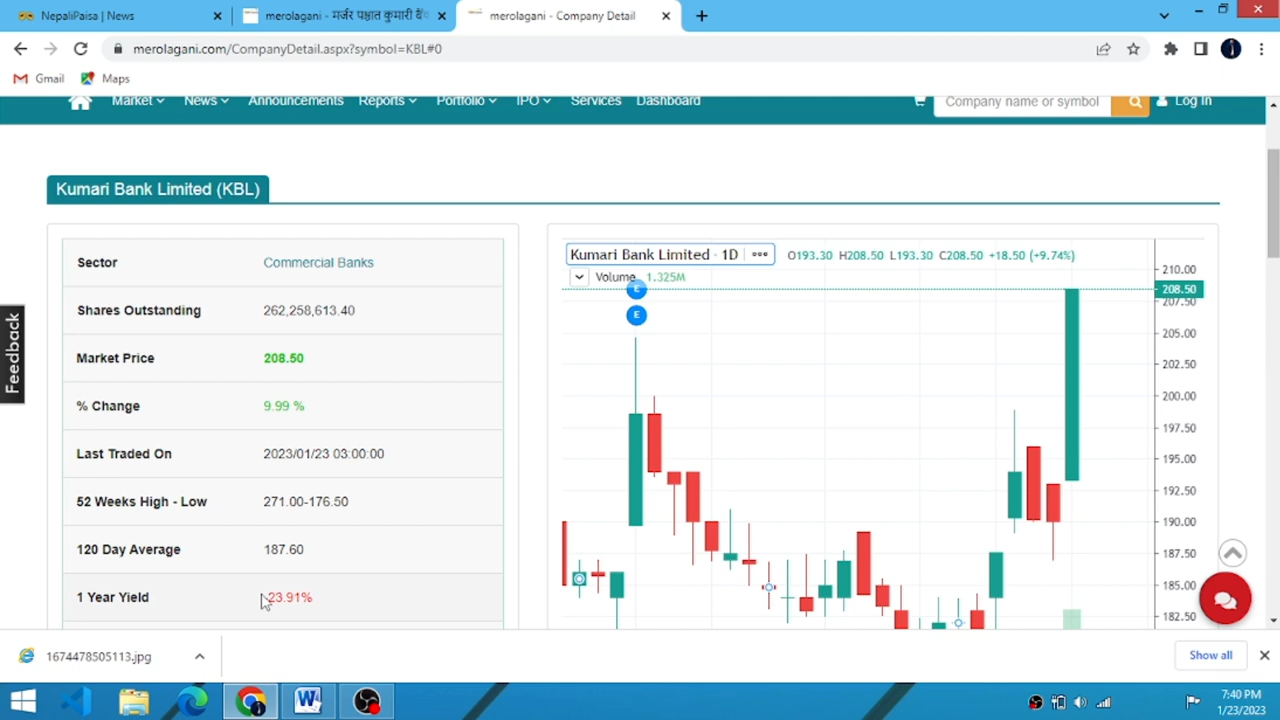 NepaliPaisa | News
merolagani - मर्जर पश्चात कुमारी बैं
merolagani - Company Detail
merolagani.com/CompanyDetail.aspx?symbol=KBL#0
Gmail
Maps
Market
News
Announcements
Reports
Portfolio
IPO
Services
Dashboard
Company name or symbol
Log In
Kumari Bank Limited (KBL)
Feedback
Sector Commercial Banks
Shares Outstanding 262,258,613.40
Market Price 208.50
% Change 9.99 %
Last Traded On 2023/01/23 03:00:00
52 Weeks High - Low 271.00-176.50
120 Day Average 187.60
1 Year Yield 23.91%
Kumari Bank Limited · 1D
O193.30 H208.50 L193.30 C208.50 +18.50 (+9.74%)
Volume 1.325M
E
E
210.00
208.50
207.50
205.00
202.50
200.00
197.50
195.00
192.50
190.00
187.50
185.00
182.50
1674478505113.jpg
Show all
7:40 PM
1/23/2023